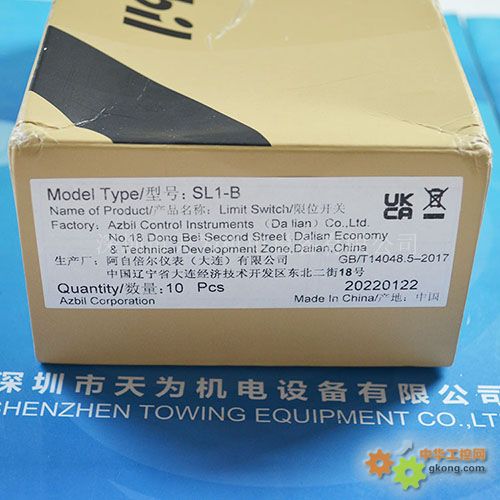 bil
Model Type/型号: SL1-B
Name of Product/产品名称: Limit Switch/限位开关
Factory: Azbil Control Instruments (Dalian) Co.,Ltd.
No.18 Dong Bei Second Street ,Dalian Economy
& Technical Development Zone,Dalian,China
厂家: 阿自倍尔仪表（大连）有限公司 GB/T14048.5-2017
中国辽宁省大连经济技术开发区东北二街18号
Quantity/数量: 10 Pcs 20220122
Azbil Corporation Made in China/产地: 中国
UK
CA
深圳市天为机电设备有限公司
SHENZHEN TOWING EQUIPMENT CO.,LTD
中华工控网
gkong.com